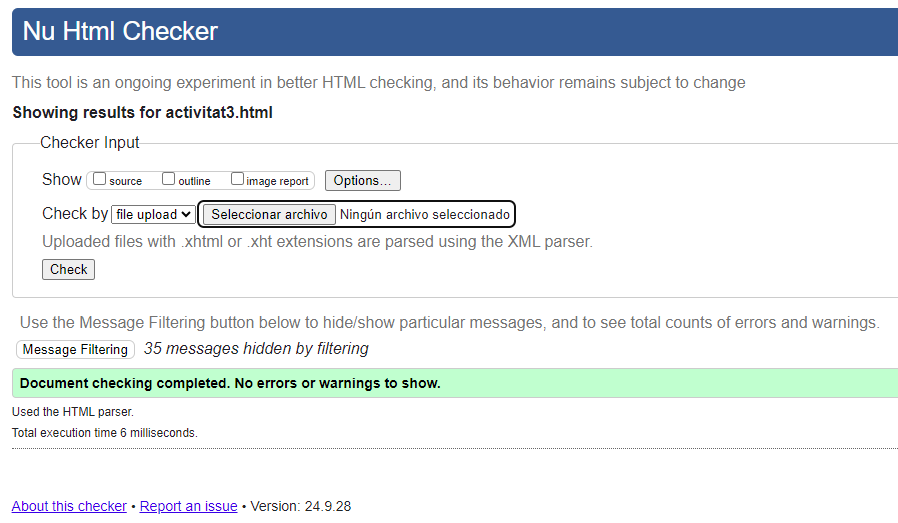 Nu Html Checker
This tool is an ongoing experiment in better HTML checking, and its behavior remains subject to change
Showing results for activitat3.html
Checker Input
Show source outline image report Options...
Check by file upload Seleccionar archivo Ningún archivo seleccionado
Uploaded files with .xhtml or .xht extensions are parsed using the XML parser.
Check
Use the Message Filtering button below to hide/show particular messages, and to see total counts of errors and warnings.
Message Filtering 35 messages hidden by filtering
Document checking completed. No errors or warnings to show.
Used the HTML parser.
Total execution time 6 milliseconds.
About this checker • Report an issue • Version: 24.9.28